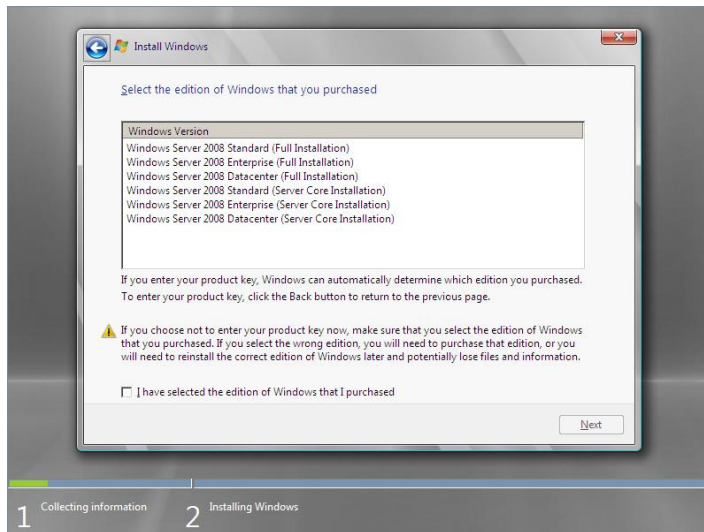 Install Windows
Select the edition of Windows that you purchased
Windows Version
Windows Server 2008 Standard (Full Installation)
Windows Server 2008 Enterprise (Full Installation)
Windows Server 2008 Datacenter (Full Installation)
Windows Server 2008 Standard (Server Core Installation)
Windows Server 2008 Enterprise (Server Core Installation)
Windows Server 2008 Datacenter (Server Core Installation)
If you enter your product key, Windows can automatically determine which edition you purchased.
To enter your product key, click the Back button to return to the previous page.
If you choose not to enter your product key now, make sure that you select the edition of Windows
that you purchased. If you select the wrong edition, you will need to purchase that edition, or you
will need to reinstall the correct edition of Windows later and potentially lose files and information.
I have selected the edition of Windows that I purchased
Next
1 Collecting information
2 Installing Windows